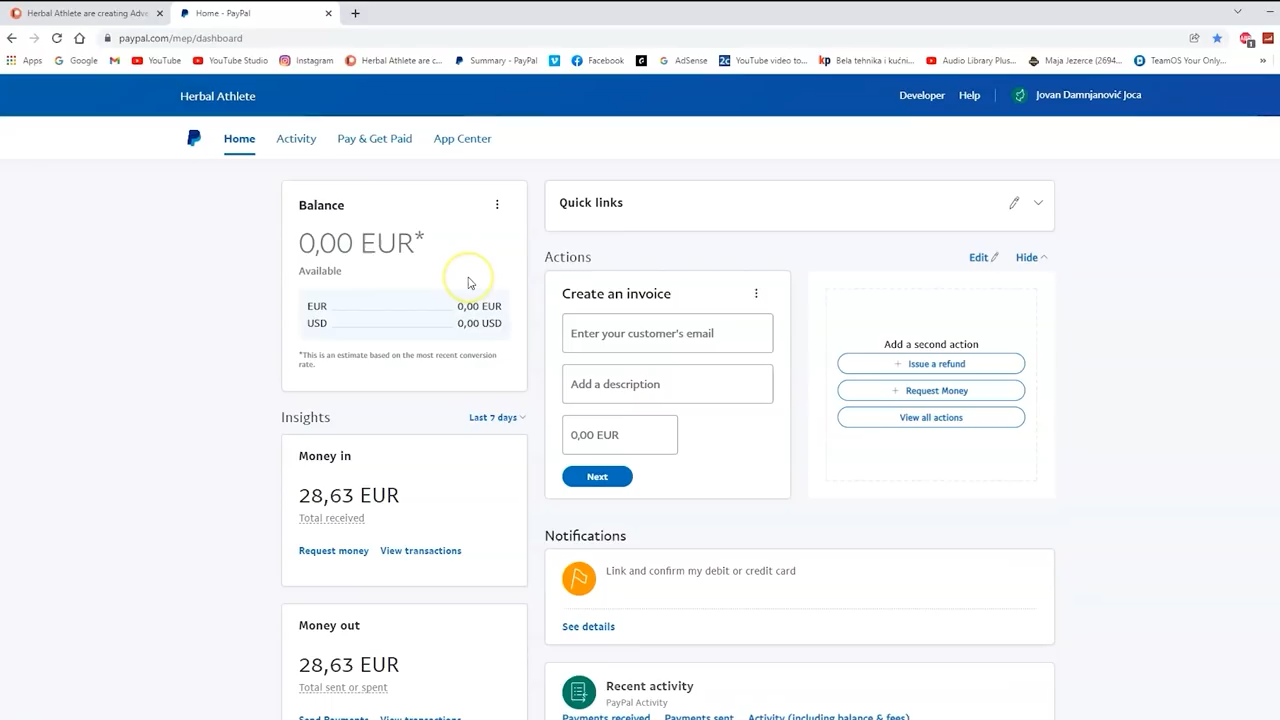 Herbal Athlete are creating Adve
Home - PayPal
paypal.com/mep/dashboard
Apps
Google
YouTube
YouTube Studio
Instagram
Herbal Athlete are c...
Summary - PayPal
Facebook
AdSense
YouTube video to...
Bela tehnika i kućni...
Audio Library Plus...
Maja Jezerce (2694...
TeamOS Your Only...
Herbal Athlete
Developer
Help
Jovan Damnjanović Joca
Home
Activity
Pay & Get Paid
App Center
Balance
0,00 EUR*
Available
EUR 0,00 EUR
USD 0,00 USD
*This is an estimate based on the most recent conversion
rate.
Insights
Last 7 days
Money in
28,63 EUR
Total received
Request money
View transactions
Money out
28,63 EUR
Total sent or spent
Send Payments
View transactions
Quick links
Actions
Edit
Hide
Create an invoice
Enter your customer's email
Add a description
0,00 EUR
Next
Add a second action
+ Issue a refund
+ Request Money
View all actions
Notifications
Link and confirm my debit or credit card
See details
Recent activity
PayPal Activity
Payments received
Payments sent
Activity (including balance & fees)